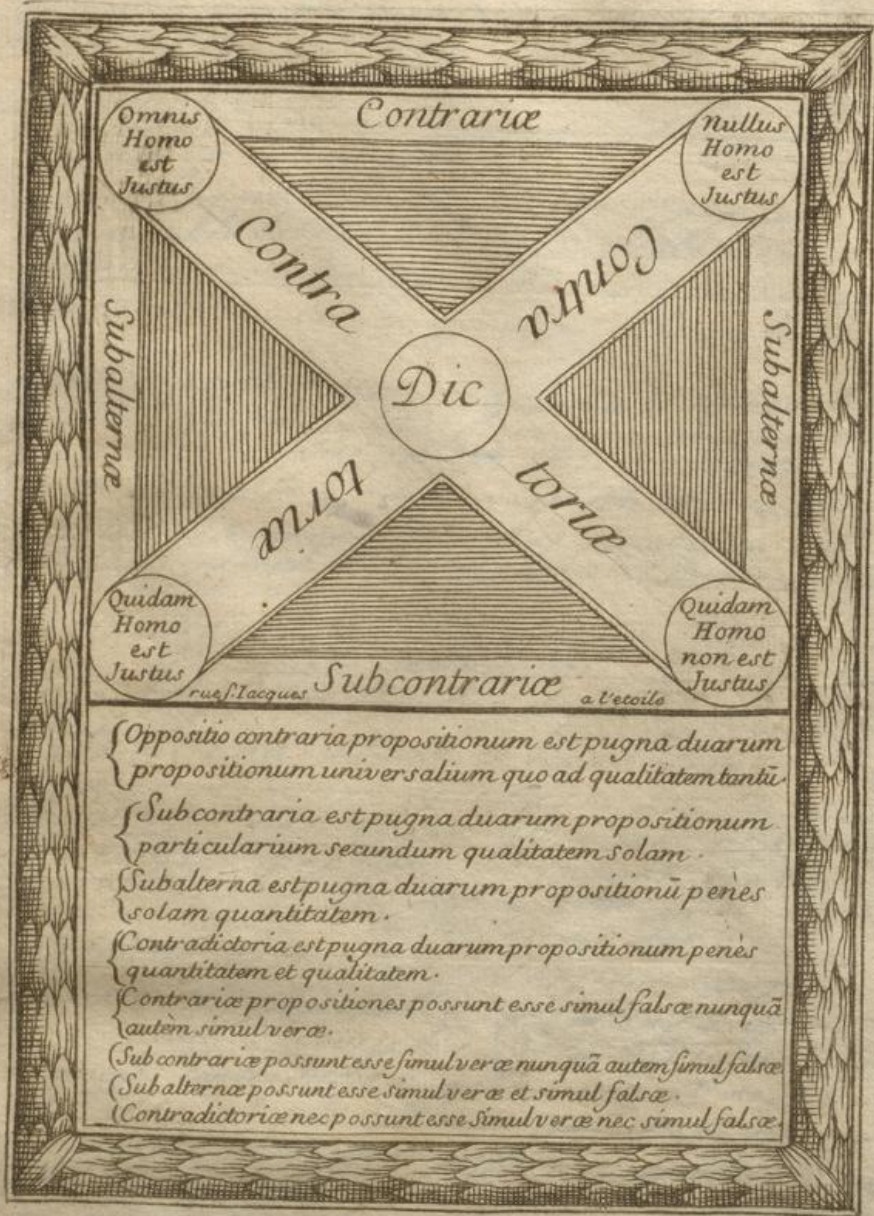 Contrariæ
Omnis
Homo
est
Justus
Nullus
Homo
est
Justus
Contra
Contra
Subalternæ
Dic
Subalternæ
toriæ
toriæ
Quidam
Homo
est
Justus
Quidam
Homo
non est
Justus
rue ſ. Iacques Subcontrariæ a l'etoile
Oppositio contraria propositionum est pugna duarum
propositionum universalium quo ad qualitatem tantū.
Subcontraria est pugna duarum propositionum
particularium secundum qualitatem solam.
Subalterna est pugna duarum propositionū penès
solam quantitatem.
Contradictoria est pugna duarum propositionum penès
quantitatem et qualitatem.
Contrariæ propositiones possunt esse simul falsæ nunquā
autèm simul veræ.
(Subcontrariæ possunt esse ſimul veræ nunquā autem ſimul falsæ
(Subalternæ possunt esse simul veræ et simul falsæ.
(Contradictoriæ nec possunt esse simul veræ nec simul falsæ.